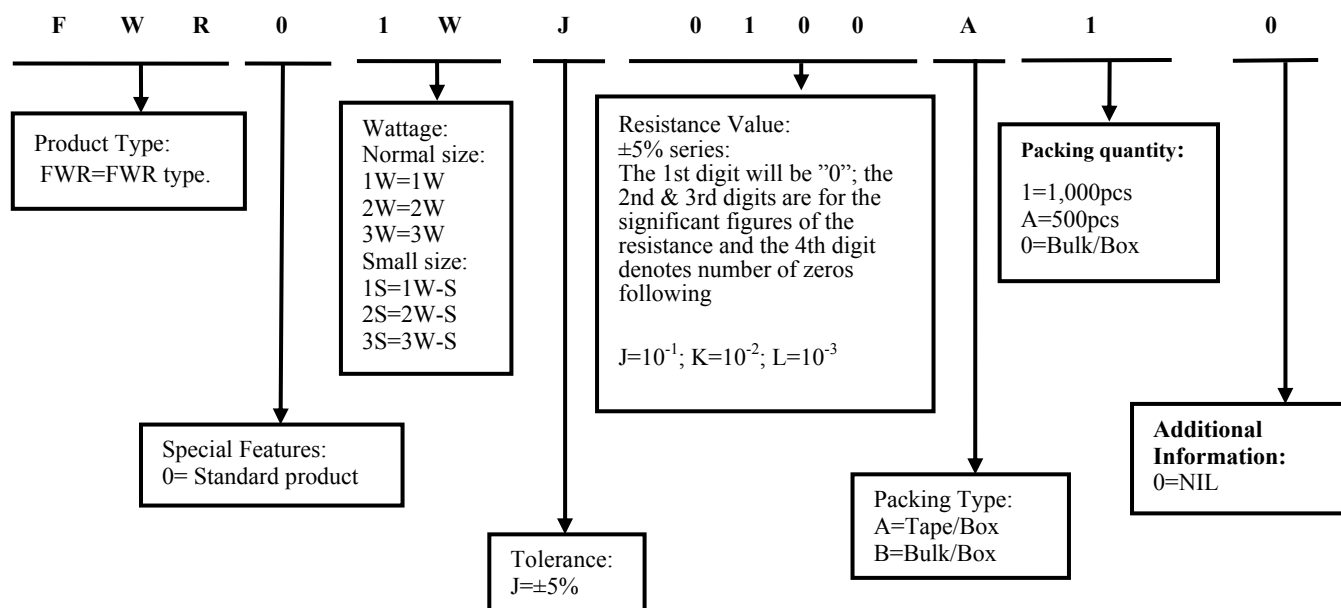 F W R 0 1 W J 0 1 0 0 A 1 0
Product Type:
FWR=FWR type.
Wattage:
Normal size:
1W=1W
2W=2W
3W=3W
Small size:
1S=1W-S
2S=2W-S
3S=3W-S
Resistance Value:
±5% series:
The 1st digit will be ”0”; the
2nd & 3rd digits are for the
significant figures of the
resistance and the 4th digit
denotes number of zeros
following
J=10⁻¹; K=10⁻²; L=10⁻³
Packing quantity:
1=1,000pcs
A=500pcs
0=Bulk/Box
Special Features:
0= Standard product
Additional
Information:
0=NIL
Packing Type:
A=Tape/Box
B=Bulk/Box
Tolerance:
J=±5%